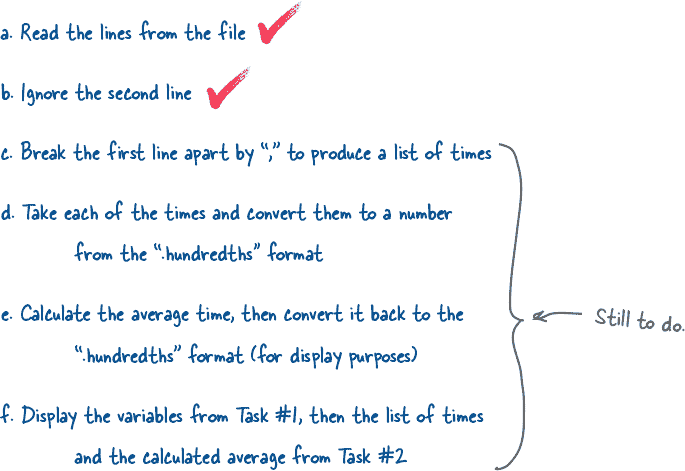 a. Read the lines from the file
b. Ignore the second line
c. Break the first line apart by “,” to produce a list of times
d. Take each of the times and convert them to a number
from the “.hundredths” format
Still to do.
e. Calculate the average time, then convert it back to the
“.hundredths” format (for display purposes)
f. Display the variables from Task #1, then the list of times
and the calculated average from Task #2